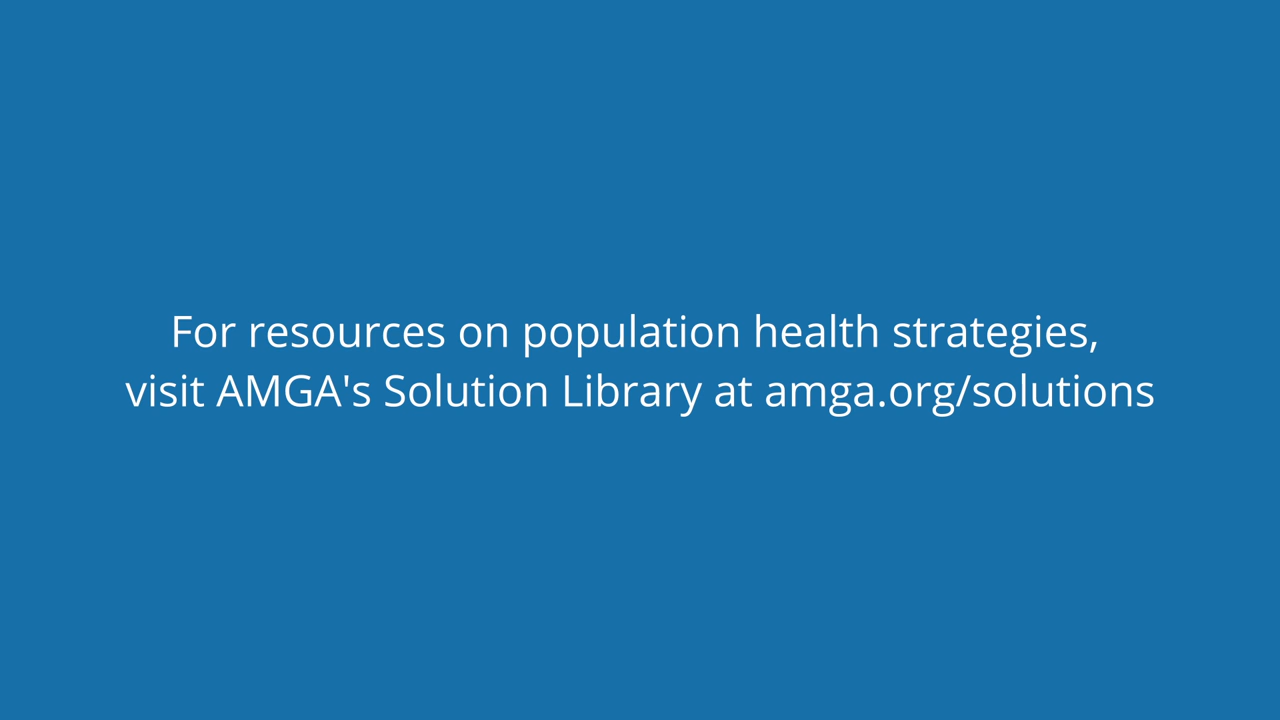 For resources on population health strategies,
visit AMGA's Solution Library at amga.org/solutions